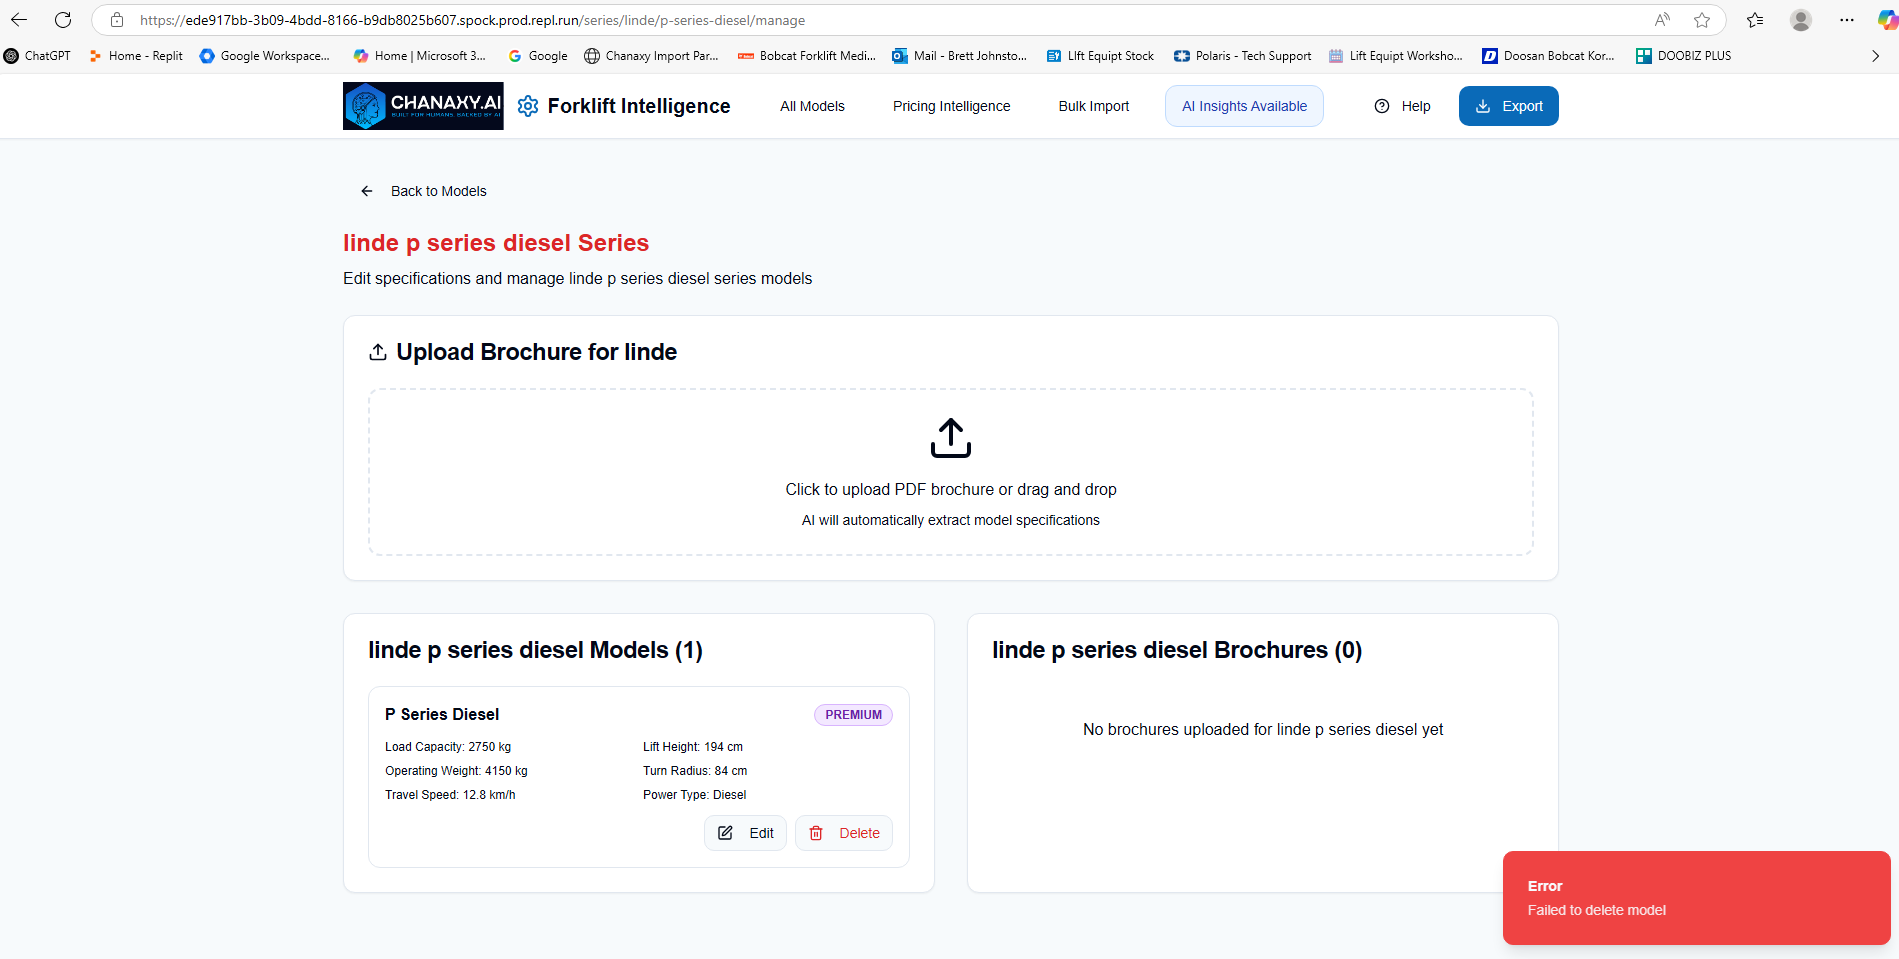 https://ede917bb-3b09-4bdd-8166-b9db8025b607.spock.prod.repl.run/series/linde/p-series-diesel/manage
ChatGPT
Home - Replit
Google Workspace...
Home | Microsoft 3...
Google
Chanaxy Import Par...
Bobcat Forklift Medi...
Mail - Brett Johnsto...
LIft Equipt Stock
Polaris - Tech Support
Lift Equipt Worksho...
Doosan Bobcat Kor...
DOOBIZ PLUS
CHANAXY.AI
BUILT FOR HUMANS. BACKED BY AI
Forklift Intelligence
All Models
Pricing Intelligence
Bulk Import
AI Insights Available
Help
Export
Back to Models
linde p series diesel Series
Edit specifications and manage linde p series diesel series models
Upload Brochure for linde
Click to upload PDF brochure or drag and drop
AI will automatically extract model specifications
linde p series diesel Models (1)
P Series Diesel
PREMIUM
Load Capacity: 2750 kg
Lift Height: 194 cm
Operating Weight: 4150 kg
Turn Radius: 84 cm
Travel Speed: 12.8 km/h
Power Type: Diesel
Edit
Delete
linde p series diesel Brochures (0)
No brochures uploaded for linde p series diesel yet
Error
Failed to delete model